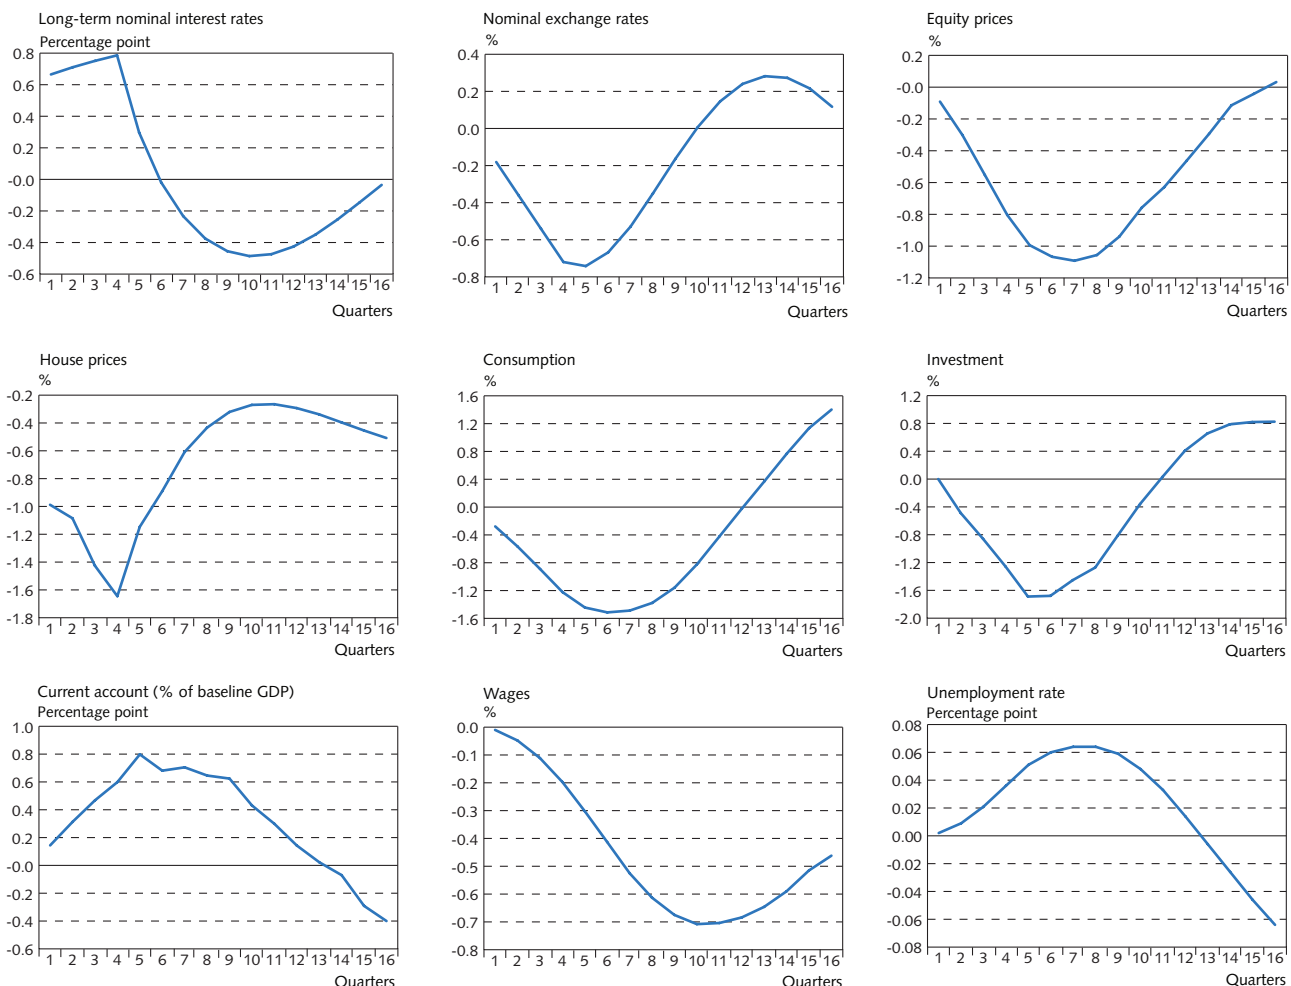 Long-term nominal interest rates
Percentage point
0.8
0.6
0.4
0.2
-0.0
-0.2
-0.4
-0.6
1 2 3 4 5 6 7 8 9 10 11 12 13 14 15 16
Quarters
Nominal exchange rates
%
0.4
0.2
0.0
-0.2
-0.4
-0.6
-0.8
1 2 3 4 5 6 7 8 9 10 11 12 13 14 15 16
Quarters
Equity prices
%
0.2
-0.0
-0.2
-0.4
-0.6
-0.8
-1.0
-1.2
1 2 3 4 5 6 7 8 9 10 11 12 13 14 15 16
Quarters
House prices
%
-0.2
-0.4
-0.6
-0.8
-1.0
-1.2
-1.4
-1.6
-1.8
1 2 3 4 5 6 7 8 9 10 11 12 13 14 15 16
Quarters
Consumption
%
1.6
1.2
0.8
0.4
0.0
-0.4
-0.8
-1.2
-1.6
1 2 3 4 5 6 7 8 9 10 11 12 13 14 15 16
Quarters
Investment
%
1.2
0.8
0.4
0.0
-0.4
-0.8
-1.2
-1.6
-2.0
1 2 3 4 5 6 7 8 9 10 11 12 13 14 15 16
Quarters
Current account (% of baseline GDP)
Percentage point
1.0
0.8
0.6
0.4
0.2
-0.0
-0.2
-0.4
-0.6
1 2 3 4 5 6 7 8 9 10 11 12 13 14 15 16
Quarters
Wages
%
0.0
-0.1
-0.2
-0.3
-0.4
-0.5
-0.6
-0.7
-0.8
1 2 3 4 5 6 7 8 9 10 11 12 13 14 15 16
Quarters
Unemployment rate
Percentage point
0.08
0.06
0.04
0.02
0.00
-0.02
-0.04
-0.06
-0.08
1 2 3 4 5 6 7 8 9 10 11 12 13 14 15 16
Quarters